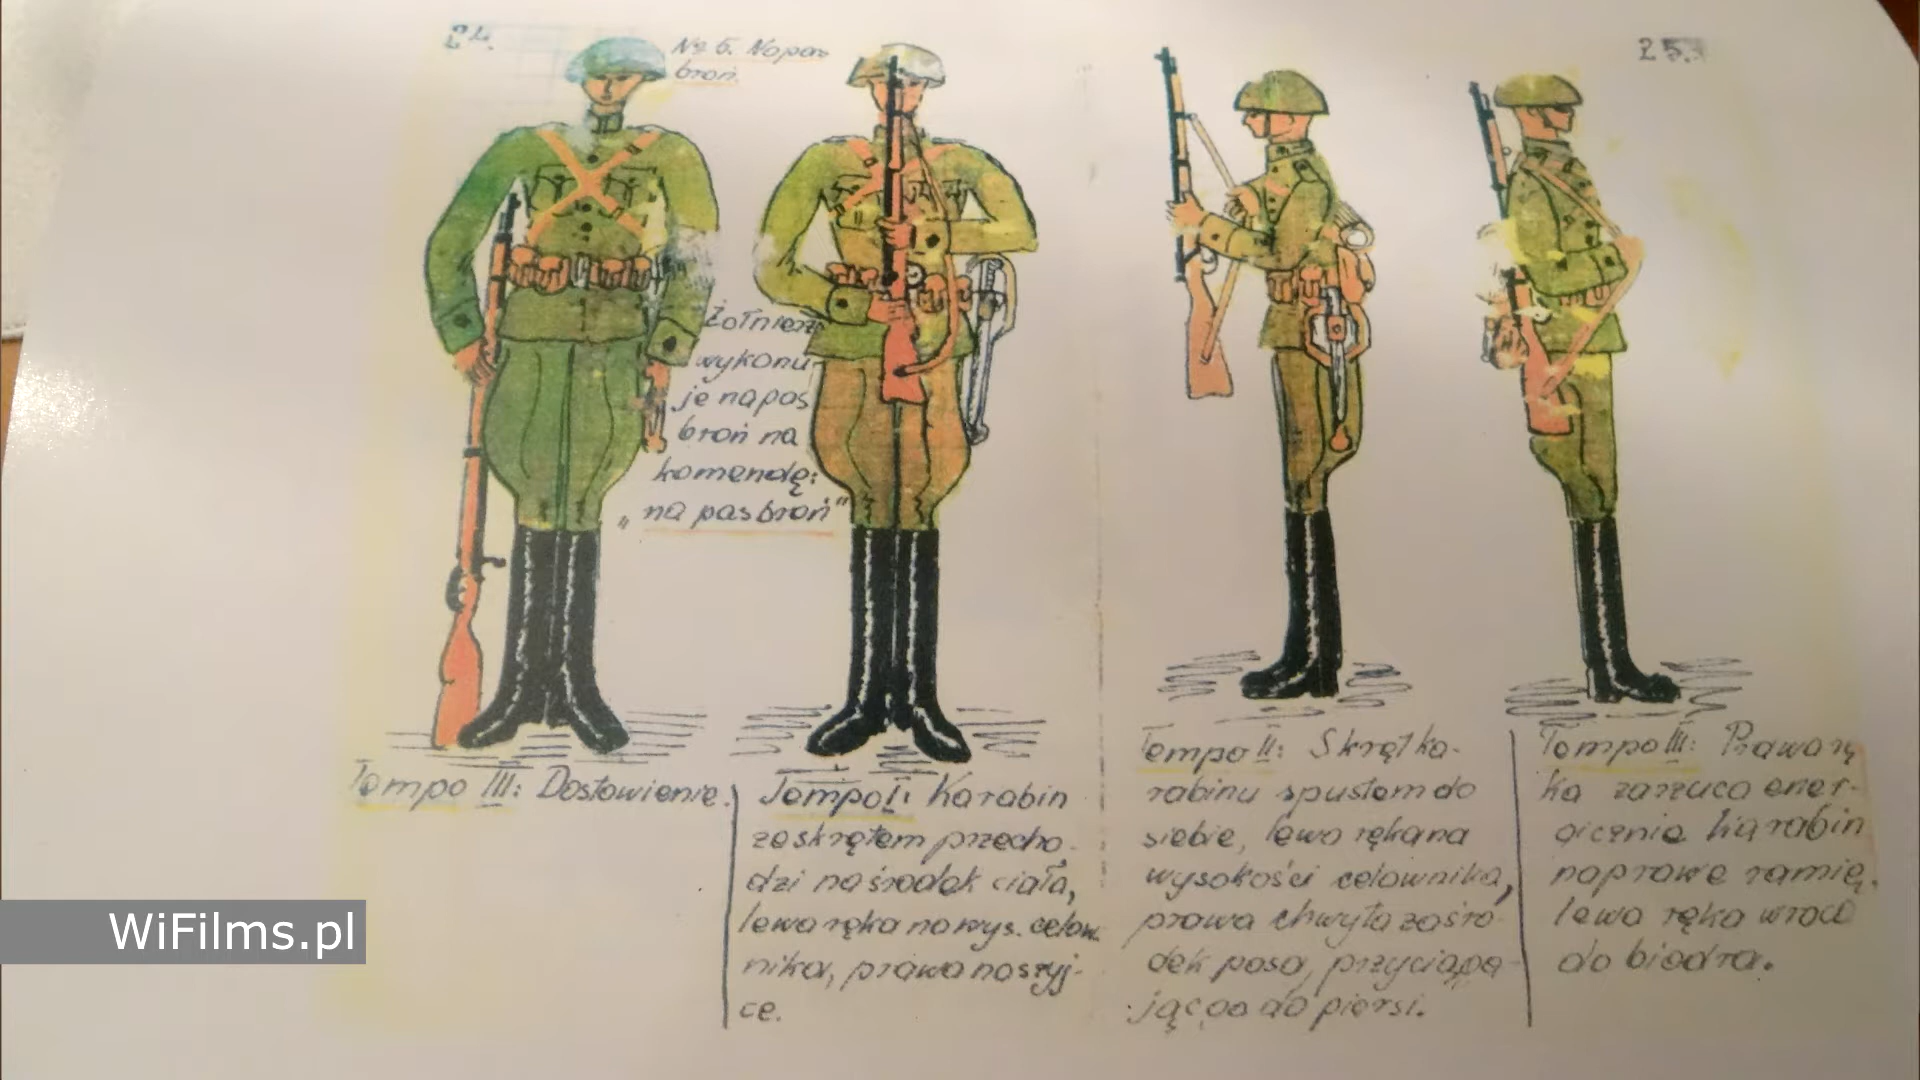 24.
Nr 6. Na pas
broń.
25.
Żołnierz
wykonu
je na pas
broń na
komendę:
„na pas broń"
Tempo III: Dostawienie.
Tempo I: Karabin
ze skrętem przecho-
dzi na środek ciała,
lewa ręka na wys. celow-
nika, prawa na szyj-
ce.
Tempo II: Skręt ka-
rabinu spustem do
siebie, lewa ręka na
wysokości celownika,
prawa chwyta za śro-
dek pasa, przyciąga-
jąc go do piersi.
Tempo III: Prawa rę
ka zarzuca ener-
gicznie karabin
na prawe ramię.
lewa ręka wraca
do biodra.
WiFilms.pl